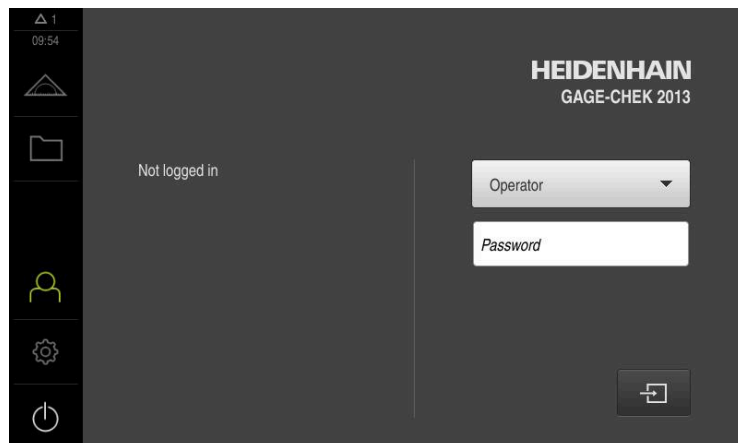 1
09:54
HEIDENHAIN
GAGE-CHEK 2013
Not logged in
Operator
Password